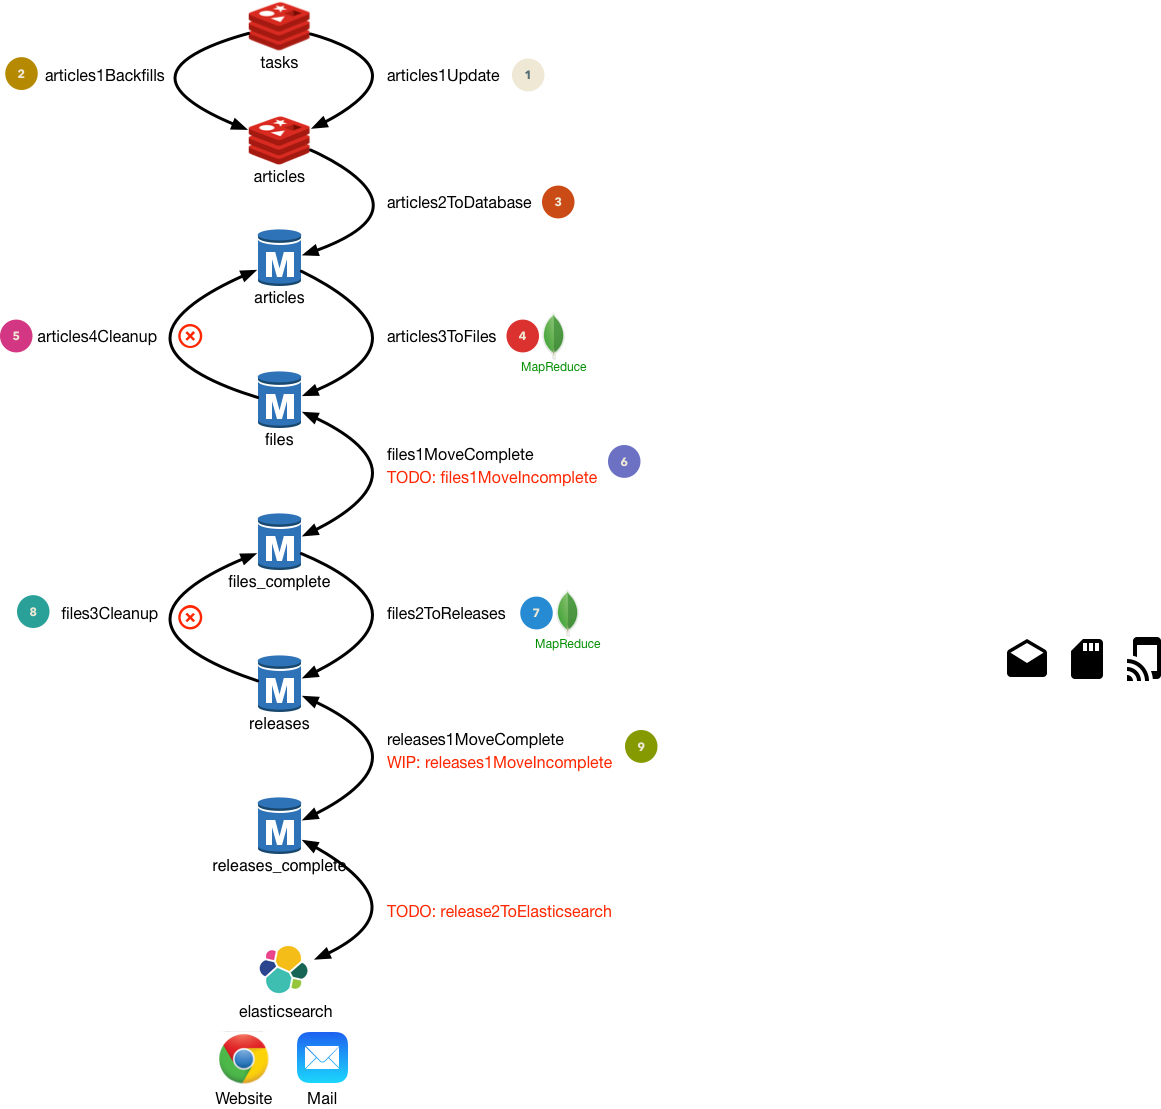 tasks
2
articles1Backfills
articles1Update
1
articles
articles2ToDatabase
3
M
articles
5
articles4Cleanup
articles3ToFiles
4
MapReduce
M
files
files1MoveComplete
TODO: files1MoveIncomplete
6
M
files_complete
8
files3Cleanup
files2ToReleases
7
MapReduce
M
releases
releases1MoveComplete
WIP: releases1MoveIncomplete
9
M
releases_complete
TODO: release2ToElasticsearch
elasticsearch
Website
Mail